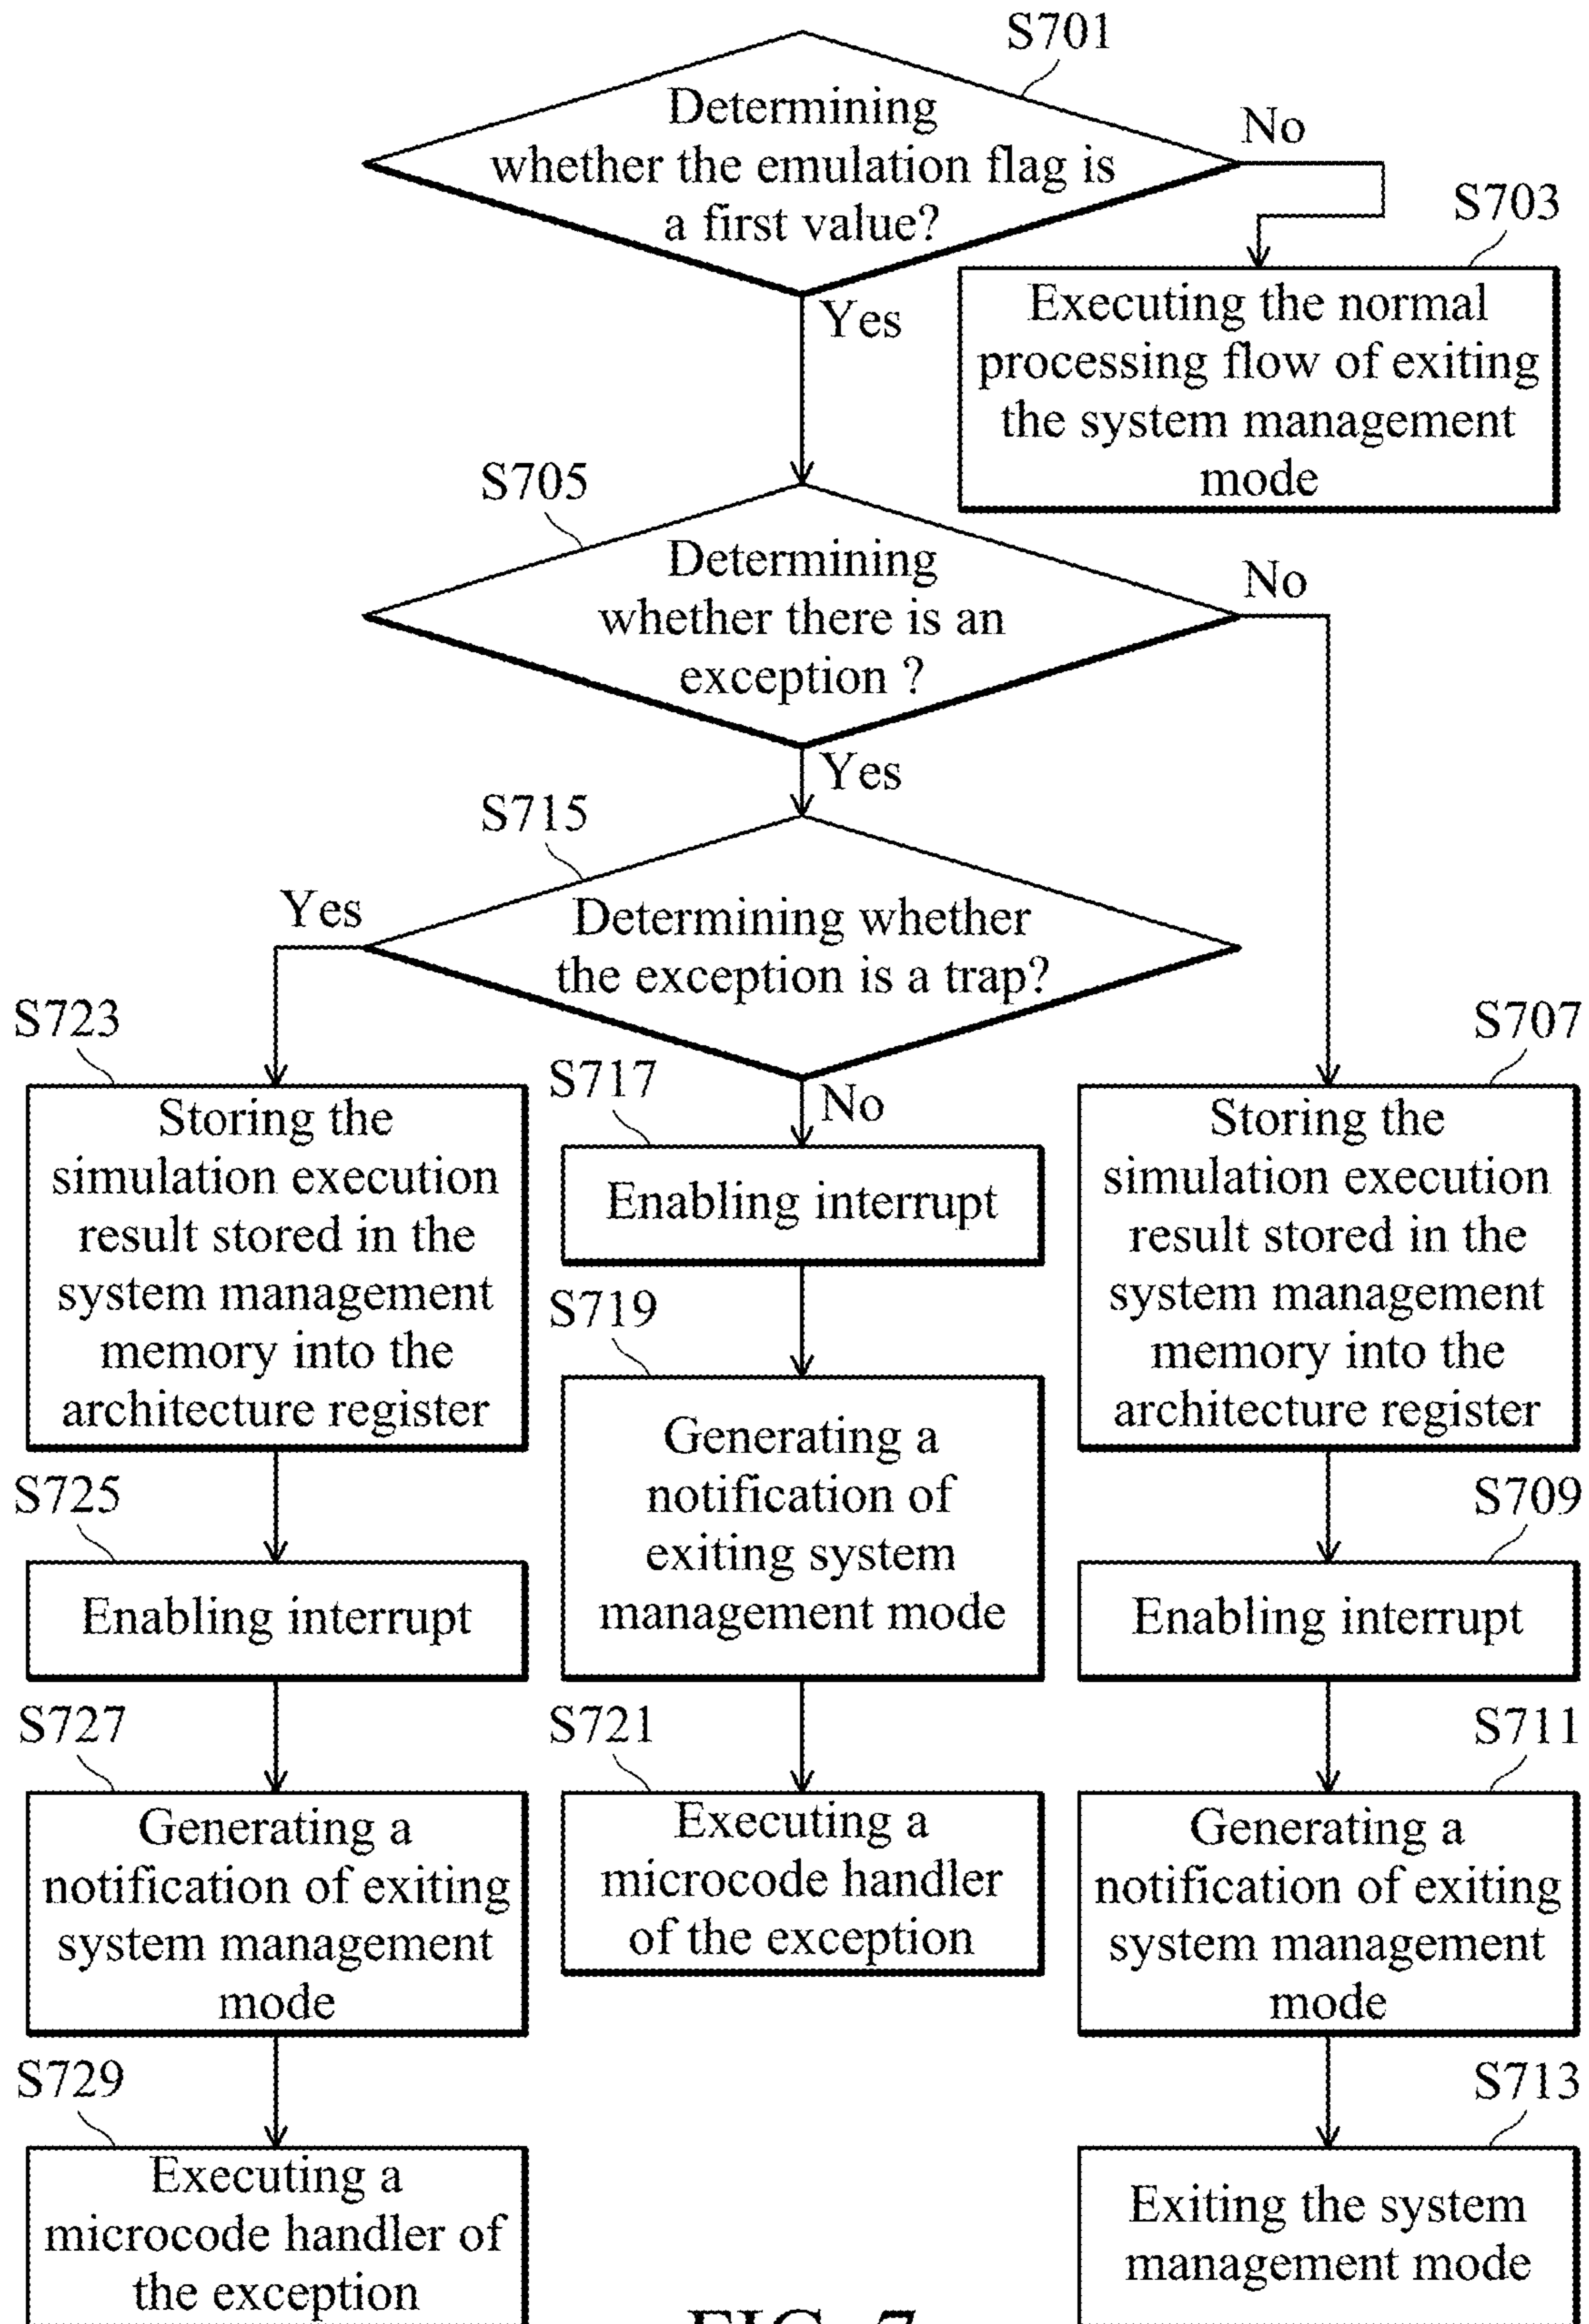 S701
Determining
whether the emulation flag is
a first value?
No
Yes
S703
Executing the normal
processing flow of exiting
the system management
mode
S705
Determining
whether there is an
exception ?
No
Yes
S715
Determining whether
the exception is a trap?
Yes
No
S723
Storing the
simulation execution
result stored in the
system management
memory into the
architecture register
S725
Enabling interrupt
S727
Generating a
notification of exiting
system management
mode
S729
Executing a
microcode handler of
the exception
S717
Enabling interrupt
S719
Generating a
notification of
exiting system
management mode
S721
Executing a
microcode handler
of the exception
S707
Storing the
simulation execution
result stored in the
system management
memory into the
architecture register
S709
Enabling interrupt
S711
Generating a
notification of exiting
system management
mode
S713
Exiting the system
management mode
FIG. 7